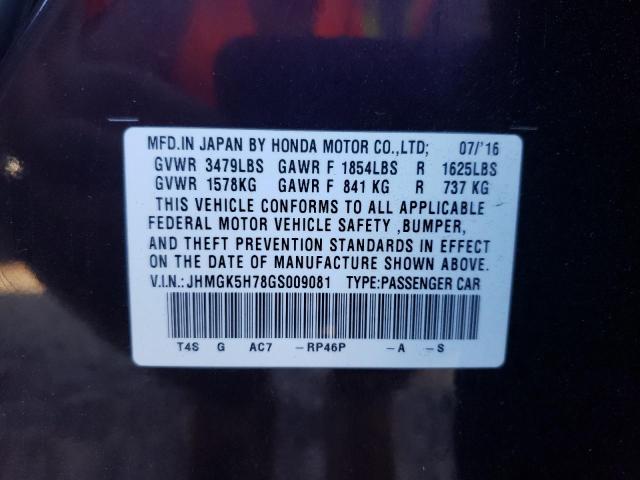 MFD.IN JAPAN BY HONDA MOTOR CO.,LTD; 07/'16
GVWR 3479LBS GAWR F 1854LBS R 1625LBS
GVWR 1578KG GAWR F 841 KG R 737 KG
THIS VEHICLE CONFORMS TO ALL APPLICABLE
FEDERAL MOTOR VEHICLE SAFETY ,BUMPER,
AND THEFT PREVENTION STANDARDS IN EFFECT
ON THE DATE OF MANUFACTURE SHOWN ABOVE.
V.I.N.: JHMGK5H78GS009081 TYPE:PASSENGER CAR
T4S G AC7 -RP46P -A -S